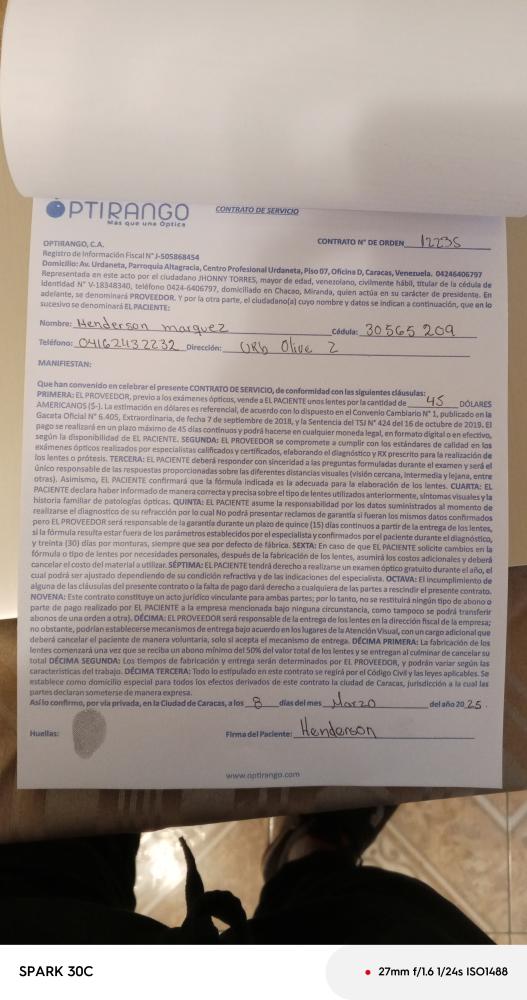 OPTIRANGO
Más que una Óptica
CONTRATO DE SERVICIO
CONTRATO N° DE ORDEN 12235
OPTIRANGO, C.A.
Registro de Información Fiscal N° J-505868454
Domicilio: Av. Urdaneta, Parroquia Altagracia, Centro Profesional Urdaneta, Piso 07, Oficina D, Caracas, Venezuela. 04246406797
Representada en este acto por el ciudadano JHONNY TORRES, mayor de edad, venezolano, civilmente hábil, titular de la cédula de
identidad N° V-18348340, teléfono 0424-6406797, domiciliado en Chacao, Miranda, quien actúa en su carácter de presidente. En
adelante, se denominará PROVEEDOR. Y por la otra parte, el ciudadano(a) cuyo nombre y datos se indican a continuación, que en lo
sucesivo se denominará EL PACIENTE:
Nombre: Henderson marquez Cédula: 30565209
Teléfono: 04162432232 Dirección: URb Olive 2
MANIFIESTAN:
Que han convenido en celebrar el presente CONTRATO DE SERVICIO, de conformidad con las siguientes cláusulas:
PRIMERA: EL PROVEEDOR, previo a los exámenes ópticos, vende a EL PACIENTE unos lentes por la cantidad de 45 DÓLARES
AMERICANOS ($-). La estimación en dólares es referencial, de acuerdo con lo dispuesto en el Convenio Cambiario N° 1, publicado en la
Gaceta Oficial N° 6.405, Extraordinaria, de fecha 7 de septiembre de 2018, y la Sentencia del TSJ N° 424 del 16 de octubre de 2019. El
pago se realizará en un plazo máximo de 45 días continuos y podrá hacerse en cualquier moneda legal, en formato digital o en efectivo,
según la disponibilidad de EL PACIENTE. SEGUNDA: EL PROVEEDOR se compromete a cumplir con los estándares de calidad en los
exámenes ópticos realizados por especialistas calificados y certificados, elaborando el diagnóstico y RX prescrito para la realización de
los lentes o prótesis. TERCERA: EL PACIENTE deberá responder con sinceridad a las preguntas formuladas durante el examen y será el
único responsable de las respuestas proporcionadas sobre las diferentes distancias visuales (visión cercana, intermedia y lejana, entre
otras). Asimismo, EL PACIENTE confirmará que la fórmula indicada es la adecuada para la elaboración de los lentes. CUARTA: EL
PACIENTE declara haber informado de manera correcta y precisa sobre el tipo de lentes utilizados anteriormente, síntomas visuales y la
historia familiar de patologías ópticas. QUINTA: EL PACIENTE asume la responsabilidad por los datos suministrados al momento de
realizarse el diagnostico de su refracción por lo cual No podrá presentar reclamos de garantía si fueran los mismos datos confirmados
pero EL PROVEEDOR será responsable de la garantía durante un plazo de quince (15) días continuos a partir de la entrega de los lentes,
si la fórmula resulta estar fuera de los parámetros establecidos por el especialista y confirmados por el paciente durante el diagnóstico,
y treinta (30) días por monturas, siempre que sea por defecto de fábrica. SEXTA: En caso de que EL PACIENTE solicite cambios en la
fórmula o tipo de lentes por necesidades personales, después de la fabricación de los lentes, asumirá los costos adicionales y deberá
cancelar el costo del material a utilizar. SÉPTIMA: EL PACIENTE tendrá derecho a realizarse un examen óptico gratuito durante el año, el
cual podrá ser ajustado dependiendo de su condición refractiva y de las indicaciones del especialista. OCTAVA: El incumplimiento de
alguna de las cláusulas del presente contrato o la falta de pago dará derecho a cualquiera de las partes a rescindir el presente contrato.
NOVENA: Este contrato constituye un acto jurídico vinculante para ambas partes; por lo tanto, no se restituirá ningún tipo de abono o
parte de pago realizado por EL PACIENTE a la empresa mencionada bajo ninguna circunstancia, como tampoco se podrá transferir
abonos de una orden a otra). DÉCIMA: EL PROVEEDOR será responsable de la entrega de los lentes en la dirección fiscal de la empresa;
no obstante, podrían establecerse mecanismos de entrega bajo acuerdo en los lugares de la Atención Visual, con un cargo adicional que
deberá cancelar el paciente de manera voluntaria, solo si acepta el mecanismo de entrega. DÉCIMA PRIMERA: La fabricación de los
lentes comenzará una vez que se reciba un abono mínimo del 50% del valor total de los lentes y se entregan al culminar de cancelar su
total DÉCIMA SEGUNDA: Los tiempos de fabricación y entrega serán determinados por EL PROVEEDOR, y podrán variar según las
características del trabajo. DÉCIMA TERCERA: Todo lo estipulado en este contrato se regirá por el Código Civil y las leyes aplicables. Se
establece como domicilio especial para todos los efectos derivados de este contrato la ciudad de Caracas, jurisdicción a la cual las
partes declaran someterse de manera expresa.
Así lo confirmo, por vía privada, en la Ciudad de Caracas, a los 8 días del mes Marzo del año 2025.
Huellas:
Firma del Paciente: Henderson
www.optirango.com
SPARK 30C
27mm f/1.6 1/24s ISO1488